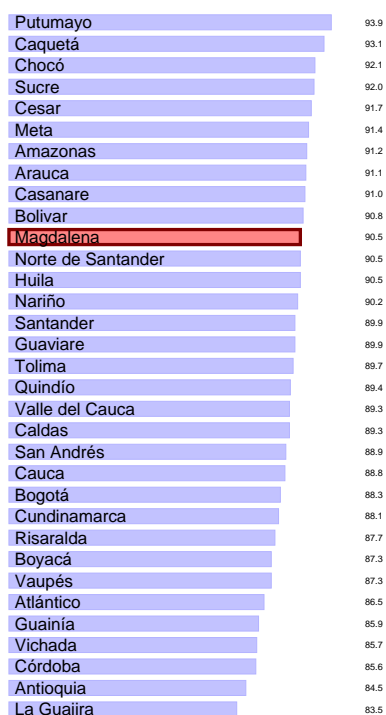 Putumayo 93.9
Caquetá 93.1
Chocó 92.1
Sucre 92.0
Cesar 91.7
Meta 91.4
Amazonas 91.2
Arauca 91.1
Casanare 91.0
Bolivar 90.8
Magdalena 90.5
Norte de Santander 90.5
Huila 90.5
Nariño 90.2
Santander 89.9
Guaviare 89.9
Tolima 89.7
Quindío 89.4
Valle del Cauca 89.3
Caldas 89.3
San Andrés 88.9
Cauca 88.8
Bogotá 88.3
Cundinamarca 88.1
Risaralda 87.7
Boyacá 87.3
Vaupés 87.3
Atlántico 86.5
Guainía 85.9
Vichada 85.7
Córdoba 85.6
Antioquia 84.5
La Guajira 83.5